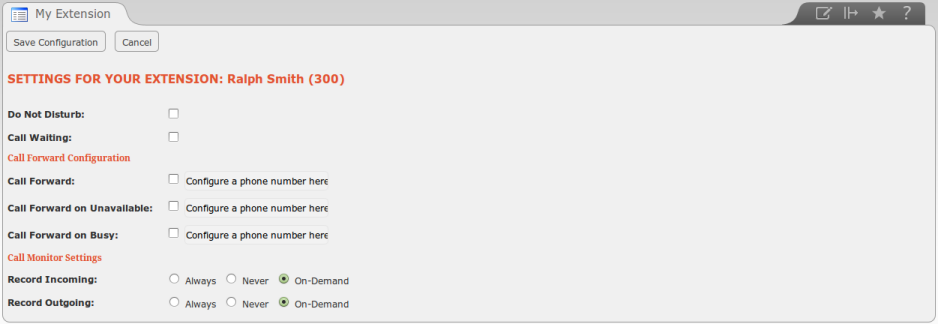 My Extension
?
Save Configuration Cancel
SETTINGS FOR YOUR EXTENSION: Ralph Smith (300)
Do Not Disturb:
Call Waiting:
Call Forward Configuration
Call Forward: Configure a phone number here
Call Forward on Unavailable: Configure a phone number here
Call Forward on Busy: Configure a phone number here
Call Monitor Settings
Record Incoming: Always Never On-Demand
Record Outgoing: Always Never On-Demand